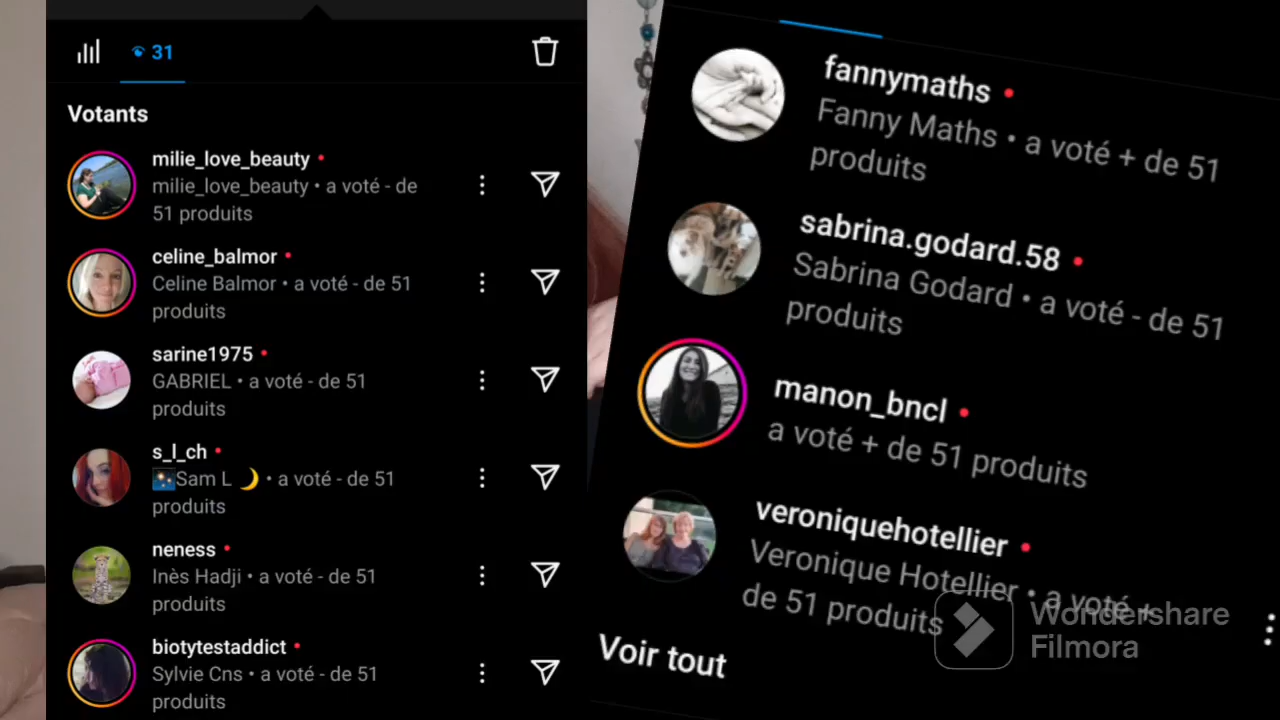 31
Votants
milie_love_beauty
milie_love_beauty • a voté - de
51 produits
celine_balmor
Celine Balmor • a voté - de 51
produits
sarine1975
GABRIEL • a voté - de 51
produits
s_l_ch
🌃Sam L 🌙 • a voté - de 51
produits
neness
Inès Hadji • a voté - de 51
produits
biotytestaddict
Sylvie Cns • a voté - de 51
produits
fannymaths
Fanny Maths • a voté + de 51
produits
sabrina.godard.58
Sabrina Godard • a voté - de 51
produits
manon_bncl
a voté + de 51 produits
veroniquehotellier
Veronique Hotellier • a voté +
de 51 produits
Voir tout
Wondershare
Filmora